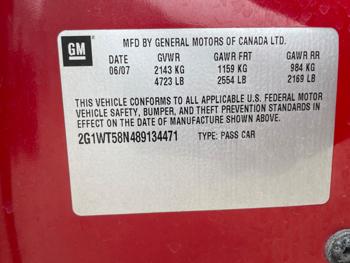 GM
MFD BY GENERAL MOTORS OF CANADA LTD.
DATE GVWR GAWR FRT GAWR RR
06/07 2143 KG 1159 KG 984 KG
4723 LB 2554 LB 2169 LB
THIS VEHICLE CONFORMS TO ALL APPLICABLE U.S. FEDERAL MOTOR
VEHICLE SAFETY, BUMPER, AND THEFT PREVENTION STANDARDS
IN EFFECT ON THE DATE OF MANUFACTURE SHOWN ABOVE.
2G1WT58N489134471 TYPE: PASS CAR